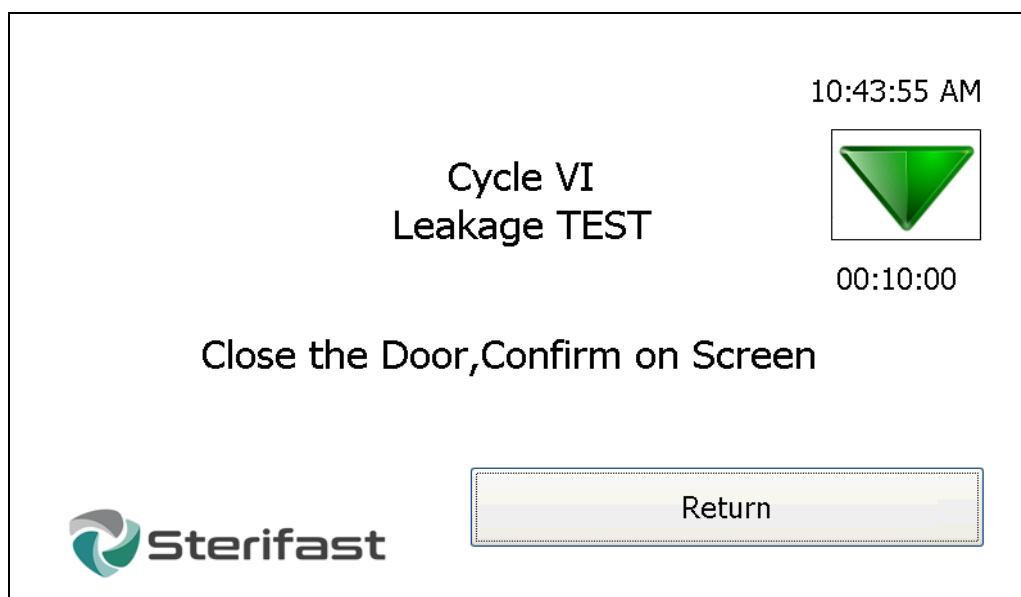 10:43:55 AM
Cycle VI
Leakage TEST
00:10:00
Close the Door,Confirm on Screen
Return
Sterifast